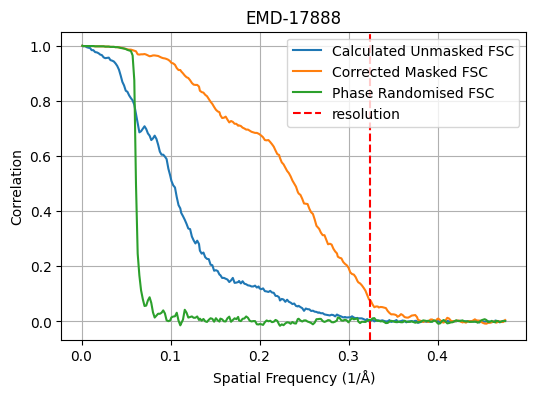 EMD-17888
Calculated Unmasked FSC
Corrected Masked FSC
Phase Randomised FSC
resolution
Correlation
1.0
0.8
0.6
0.4
0.2
0.0
0.0 0.1 0.2 0.3 0.4
Spatial Frequency (1/Å)